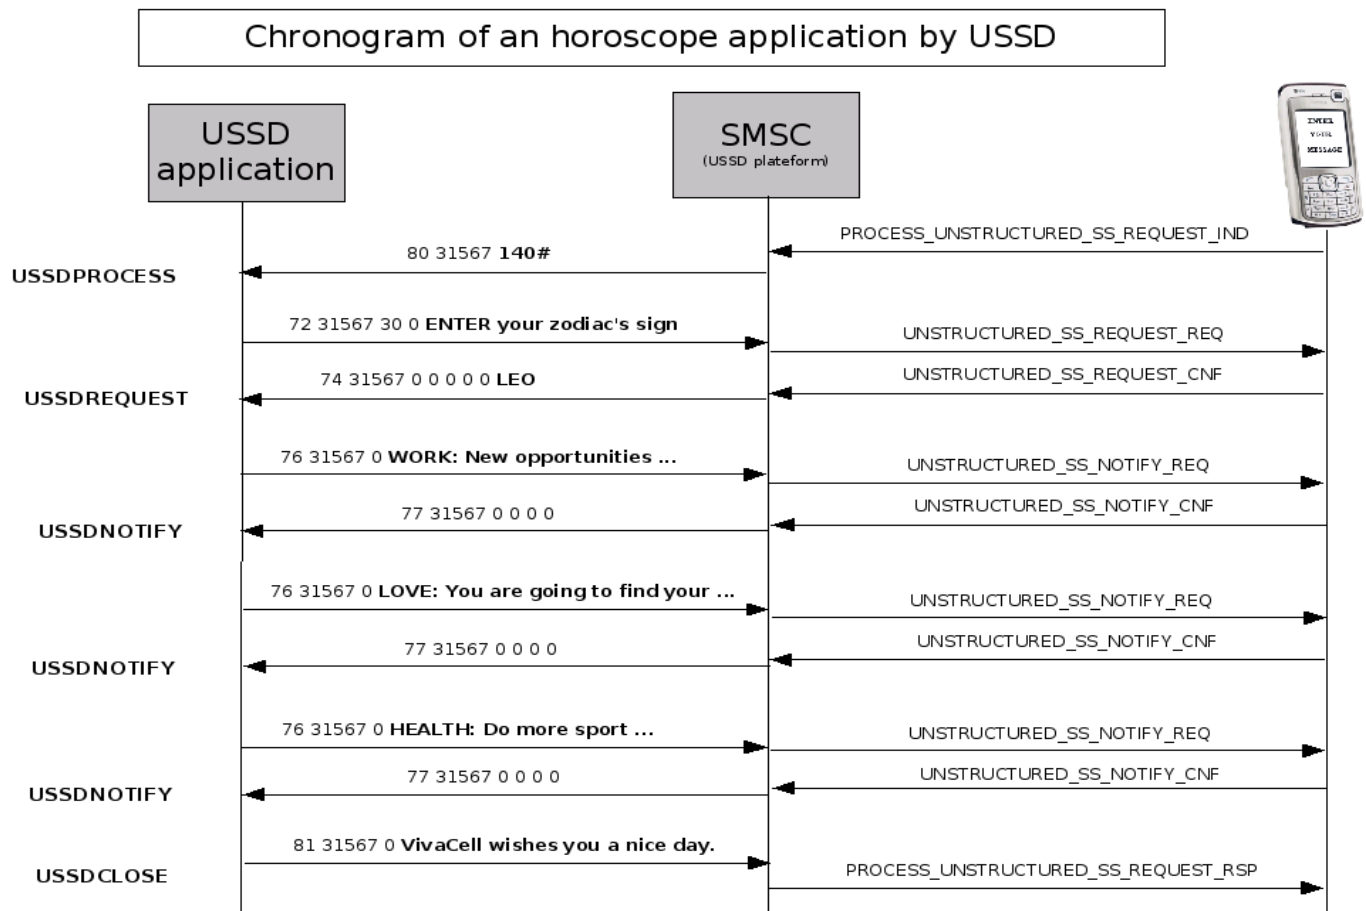 Chronogram of an horoscope application by USSD
USSD
application
SMSC
(USSD plateform)
ENTER
YOUR
MESSAGE
PROCESS_UNSTRUCTURED_SS_REQUEST_IND
80 31567 140#
USSDPROCESS
72 31567 30 0 ENTER your zodiac's sign
UNSTRUCTURED_SS_REQUEST_REQ
74 31567 0 0 0 0 0 LEO
UNSTRUCTURED_SS_REQUEST_CNF
USSDREQUEST
76 31567 0 WORK: New opportunities ...
UNSTRUCTURED_SS_NOTIFY_REQ
77 31567 0 0 0 0
UNSTRUCTURED_SS_NOTIFY_CNF
USSDNOTIFY
76 31567 0 LOVE: You are going to find your ...
UNSTRUCTURED_SS_NOTIFY_REQ
77 31567 0 0 0 0
UNSTRUCTURED_SS_NOTIFY_CNF
USSDNOTIFY
76 31567 0 HEALTH: Do more sport ...
UNSTRUCTURED_SS_NOTIFY_REQ
77 31567 0 0 0 0
UNSTRUCTURED_SS_NOTIFY_CNF
USSDNOTIFY
81 31567 0 VivaCell wishes you a nice day.
PROCESS_UNSTRUCTURED_SS_REQUEST_RSP
USSDCLOSE